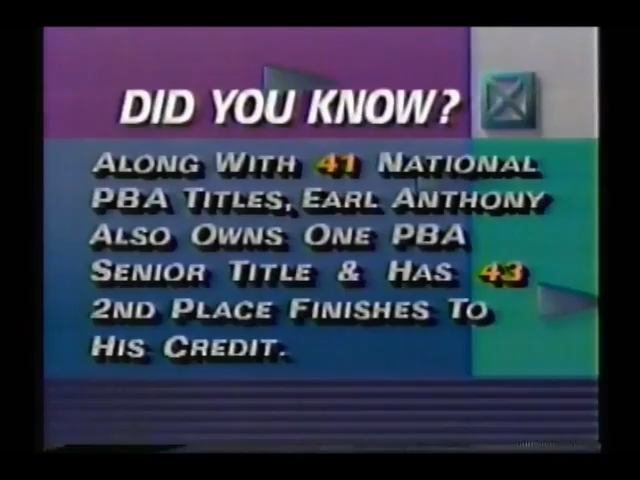 DID YOU KNOW?
ALONG WITH 41 NATIONAL
PBA TITLES, EARL ANTHONY
ALSO OWNS ONE PBA
SENIOR TITLE & HAS 43
2ND PLACE FINISHES TO
HIS CREDIT.